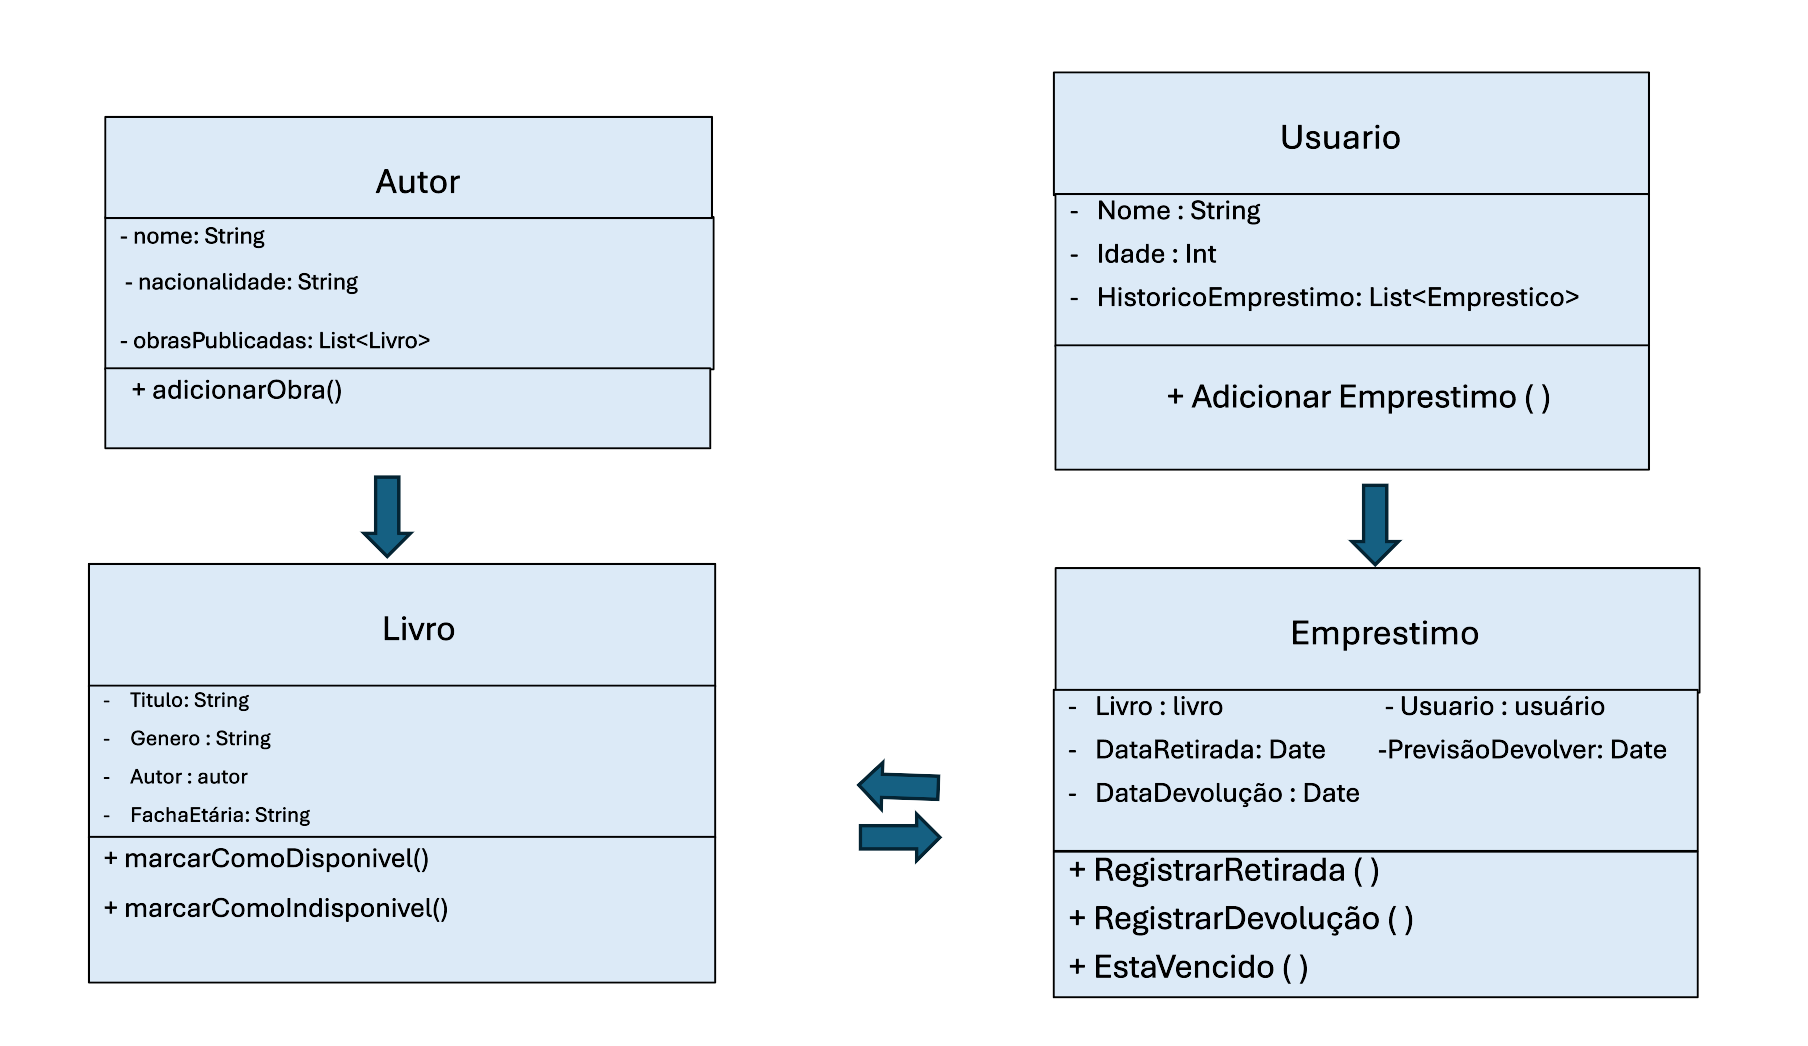 Autor
- nome: String
- nacionalidade: String
- obrasPublicadas: List<Livro>
+ adicionarObra()
Usuario
- Nome : String
- Idade : Int
- HistoricoEmprestimo: List<Emprestico>
+ Adicionar Emprestimo ( )
Livro
- Titulo: String
- Genero : String
- Autor : autor
- FachaEtária: String
+ marcarComoDisponivel()
+ marcarComoIndisponivel()
Emprestimo
- Livro : livro - Usuario : usuário
- DataRetirada: Date -PrevisãoDevolver: Date
- DataDevolução : Date
+ RegistrarRetirada ( )
+ RegistrarDevolução ( )
+ EstaVencido ( )